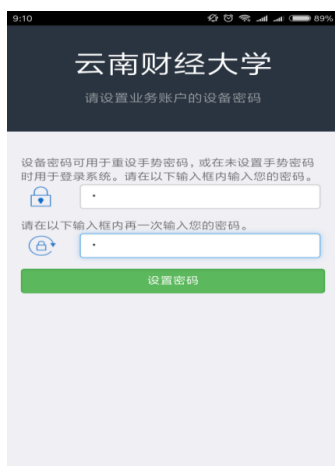 9:10 89%
云南财经大学
请设置业务账户的设备密码
设备密码可用于重设手势密码，或在未设置手势密码
时用于登录系统。请在以下输入框内输入您的密码。
请在以下输入框内再一次输入您的密码。
设置密码